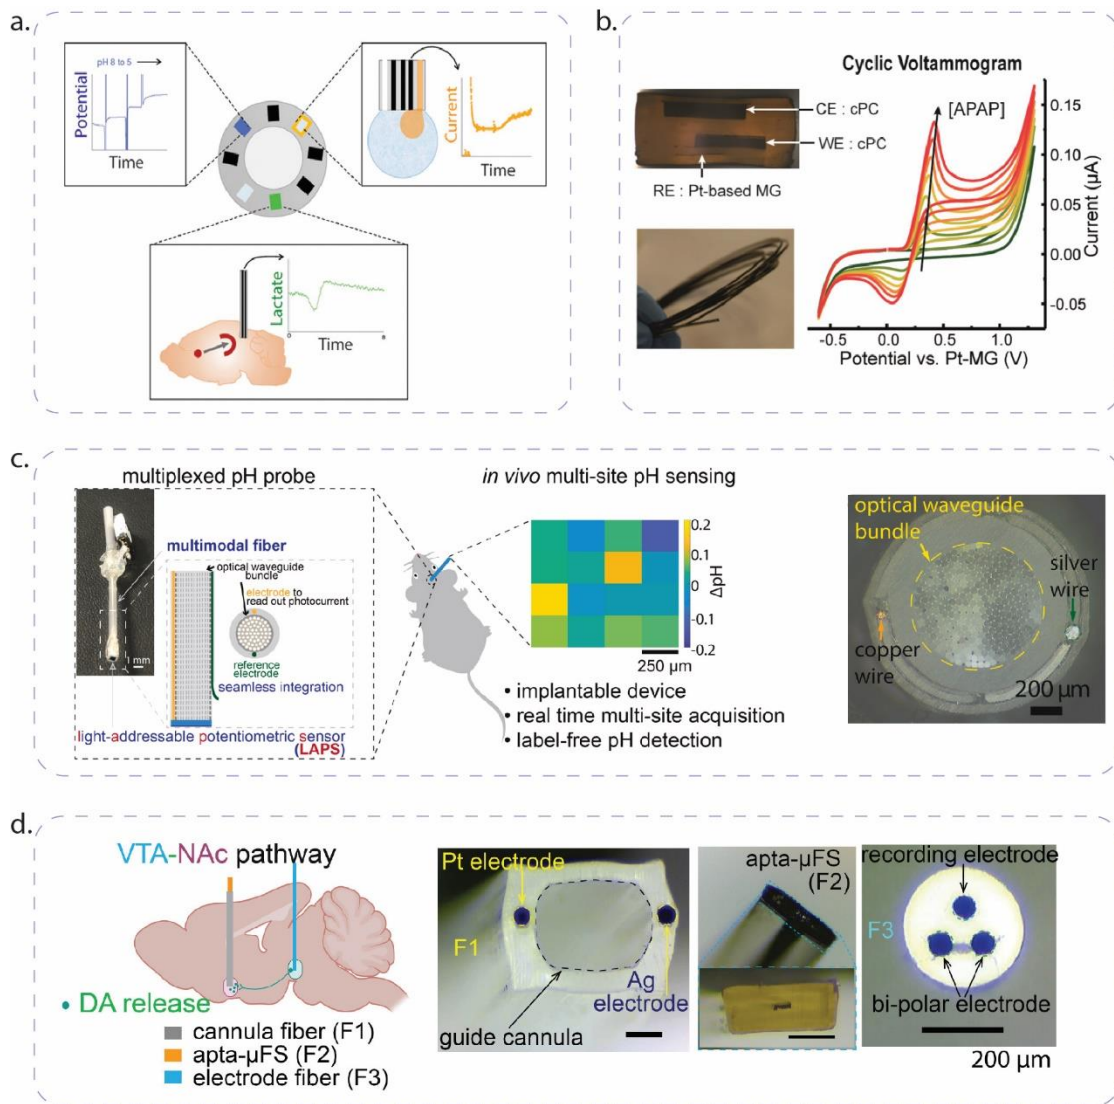 a.
pH 8 to 5
Potential
Time
Current
Time
Lactate
0
8
Time
b.
Cyclic Voltammogram
CE : cPC
WE : cPC
RE : Pt-based MG
[APAP]
0.15
0.10
0.05
0.00
-0.05
Current (µA)
-0.5 0.0 0.5 1.0
Potential vs. Pt-MG (V)
c.
multiplexed pH probe
multimodal fiber
optical waveguide
bundle
electrode to
read out photocurrent
reference
electrode
seamless integration
1 mm
light-addressable potentiometric sensor
(LAPS)
in vivo multi-site pH sensing
0.2
0.1
0
-0.1
-0.2
ΔpH
250 µm
• implantable device
• real time multi-site acquisition
• label-free pH detection
optical waveguide
bundle
silver
wire
copper
wire
200 µm
d.
VTA-NAc pathway
• DA release
cannula fiber (F1)
apta-µFS (F2)
electrode fiber (F3)
Pt electrode
F1
Ag
electrode
guide cannula
apta-µFS
(F2)
recording electrode
F3
bi-polar electrode
200 µm